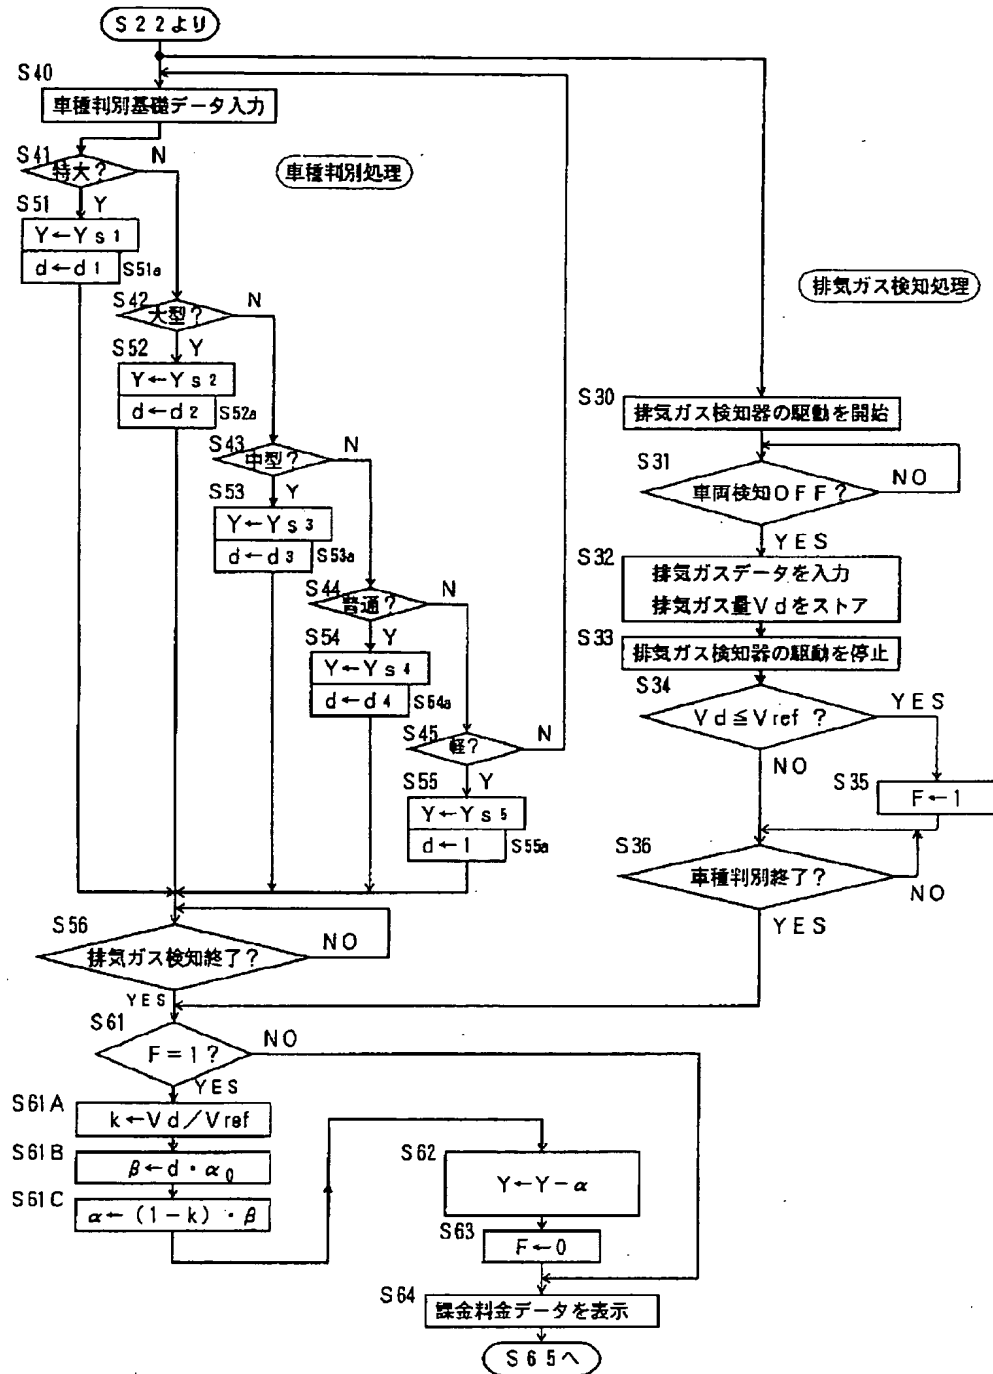 S22より
S40
車種判別基礎データ入力
S41
特大?
N
車種判別処理
S51
Y
Y←Ys1
d←d1
S51a
S42
大型?
N
S52
Y
Y←Ys2
d←d2
S52a
S43
中型?
N
S53
Y
Y←Ys3
d←d3
S53a
S44
普通?
N
S54
Y
Y←Ys4
d←d4
S54a
S45
軽?
N
S55
Y
Y←Ys5
d←1
S55a
S56
排気ガス検知終了?
NO
YES
排気ガス検知処理
S30
排気ガス検知器の駆動を開始
S31
車両検知OFF?
NO
YES
S32
排気ガスデータを入力
排気ガス量Vdをストア
S33
排気ガス検知器の駆動を停止
S34
Vd≦Vref?
YES
NO
S35
F←1
S36
車種判別終了?
NO
YES
S61
F=1?
NO
YES
S61A
k←Vd/Vref
S61B
β←d・α0
S61C
α←(1-k)・β
S62
Y←Y-α
S63
F←0
S64
課金料金データを表示
S65へ